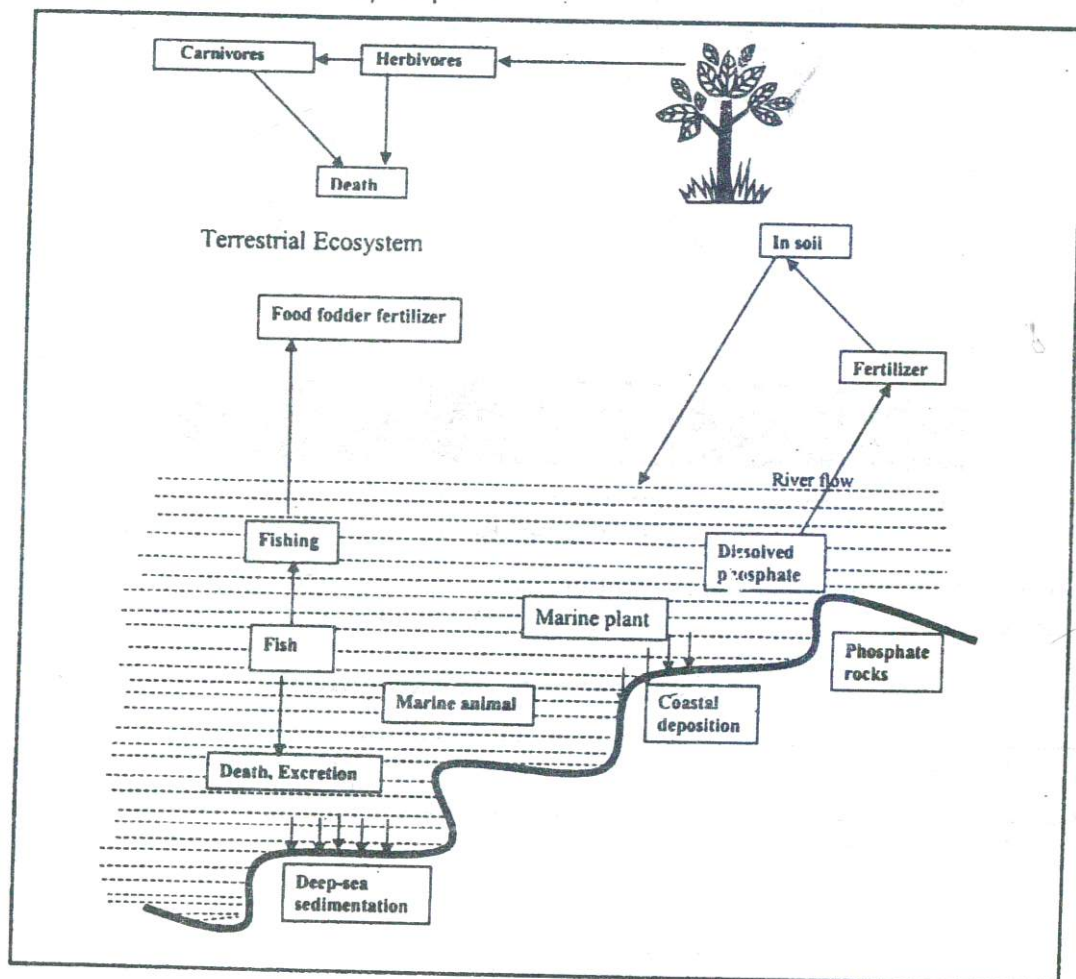 Carnivores
Herbivores
Death
Terrestrial Ecosystem
In soil
Food fodder fertilizer
Fertilizer
River flow
Fishing
Dissolved
phosphate
Marine plant
Fish
Phosphate
rocks
Marine animal
Coastal
deposition
Death, Excretion
Deep-sea
sedimentation